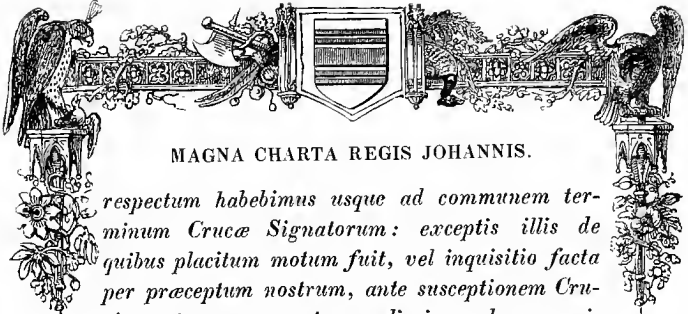 MAGNA CHARTA REGIS JOHANNIS.
respectum habebimus usque ad communem ter-
minum Crucæ Signatorum: exceptis illis de
quibus placitum motum fuit, vel inquisitio facta
per præceptum nostrum, ante susceptionem Cru-